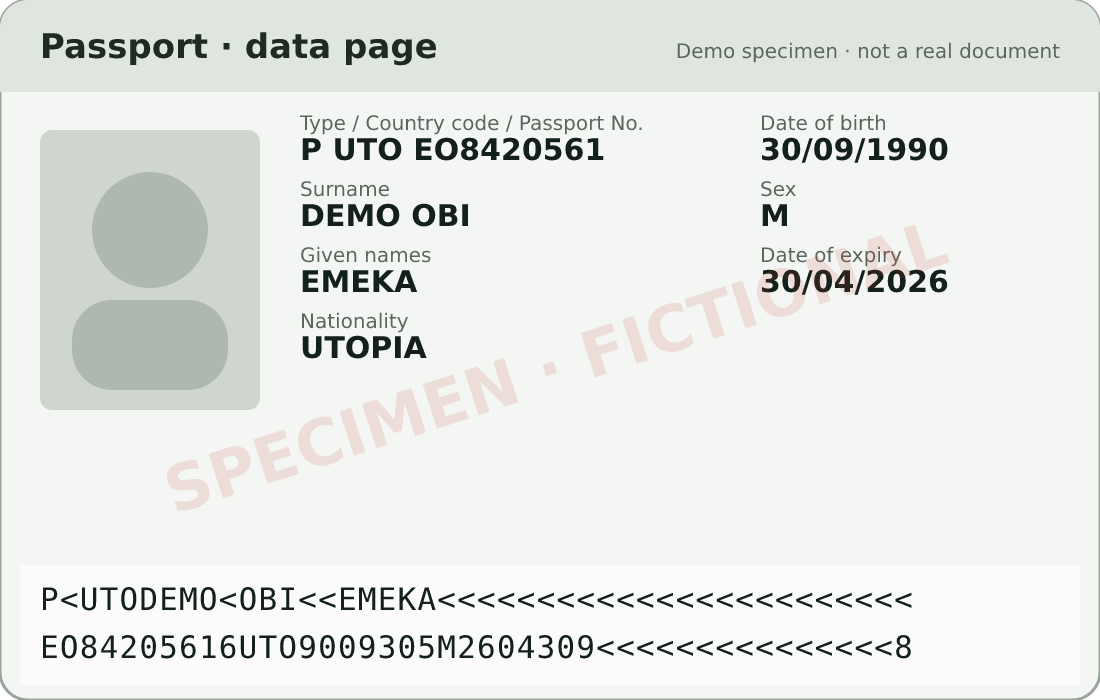 Passport · data page
Demo specimen · not a real document
Type / Country code / Passport No.
P UTO EO8420561
Date of birth
30/09/1990
Surname
DEMO OBI
Sex
M
Given names
EMEKA
Date of expiry
30/04/2026
Nationality
UTOPIA
SPECIMEN · FICTIONAL
P<UTODEMO<OBI<<EMEKA<<<<<<<<<<<<<<<<<<<<<<<<
EO84205616UTO9009305M2604309<<<<<<<<<<<<<<<8